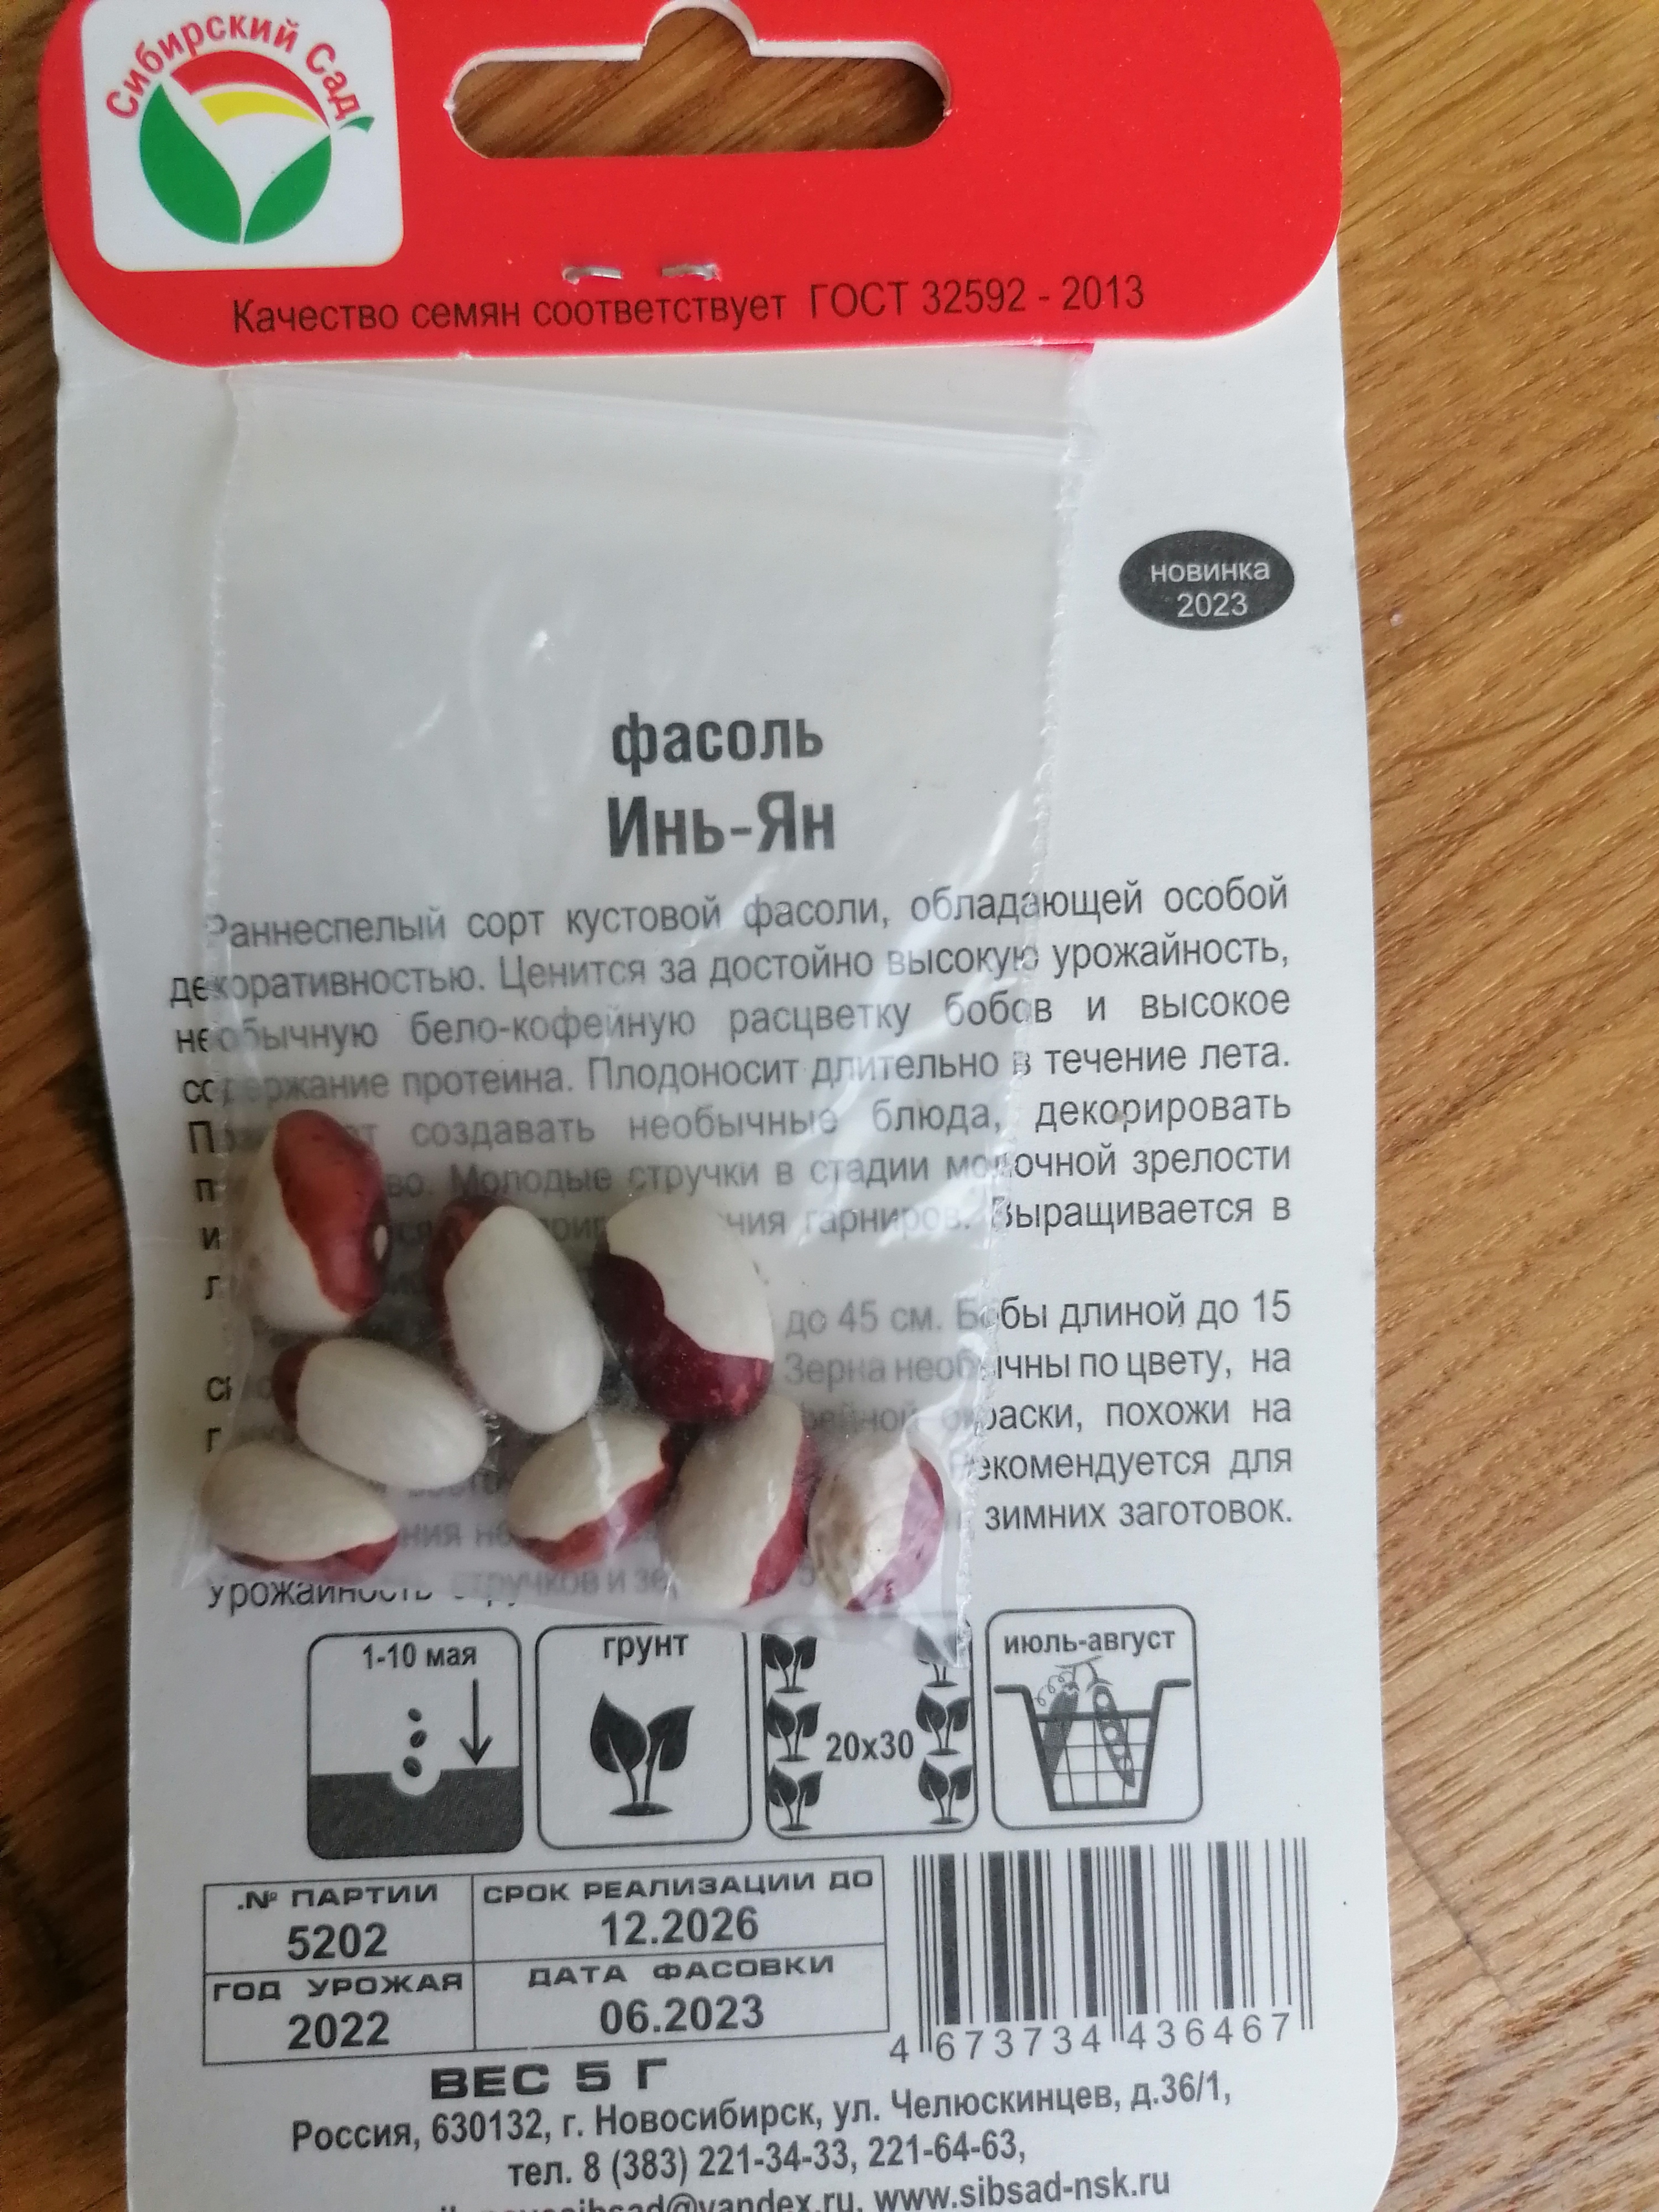 Сибирский Сад
Качество семян соответствует ГОСТ 32592 - 2013
новинка
2023
фасоль
Инь-Ян
Раннеспелый сорт кустовой фасоли, обладающей особой
декоративностью. Ценится за достойно высокую урожайность,
необычную бело-кофейную расцветку бобов и высокое
содержание протеина. Плодоносит длительно в течение лета.
создавать необычные блюда, декорировать
Молодые стручки в стадии молочной зрелости
гарниров. Выращивается в
до 45 см. Бобы длиной до 15
Зерна необычны по цвету, на
окраски, похожи на
екомендуется для
зимних заготовок.
Урожайность стручков и
1-10 мая
грунт
20х30
июль-август
№ ПАРТИИ
5202
СРОК РЕАЛИЗАЦИИ ДО
12.2026
ГОД УРОЖАЯ
2022
ДАТА ФАСОВКИ
06.2023
4 673734 436467
ВЕС 5 Г
Россия, 630132, г. Новосибирск, ул. Челюскинцев, д.36/1,
тел. 8 (383) 221-34-33, 221-64-63,
@yandex.ru, www.sibsad-nsk.ru